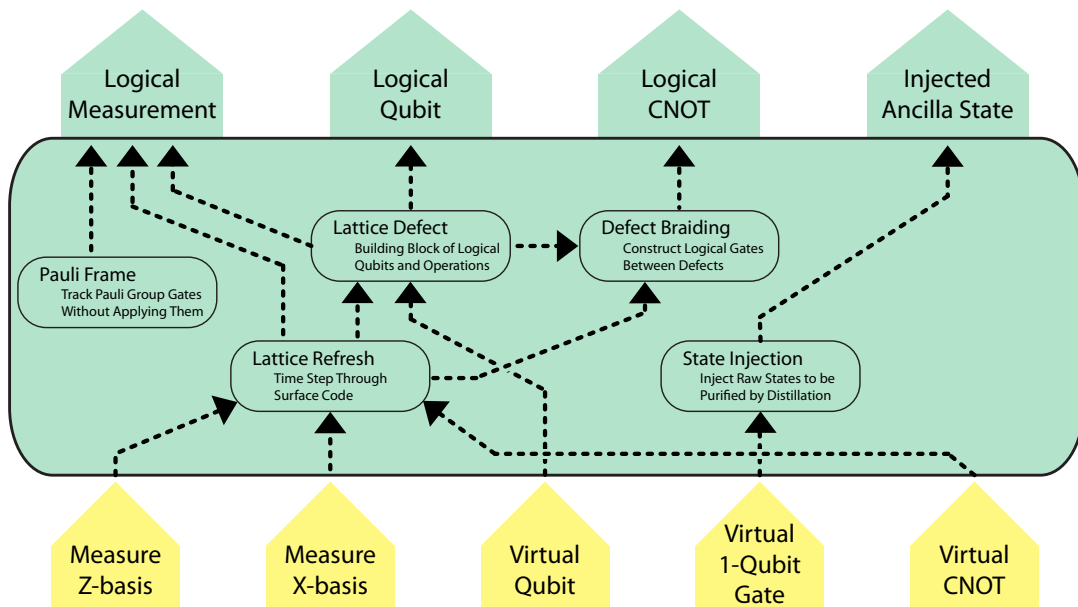 Logical
Measurement
Logical
Qubit
Logical
CNOT
Injected
Ancilla State
Lattice Defect
Building Block of Logical
Qubits and Operations
Defect Braiding
Construct Logical Gates
Between Defects
Pauli Frame
Track Pauli Group Gates
Without Applying Them
Lattice Refresh
Time Step Through
Surface Code
State Injection
Inject Raw States to be
Purified by Distillation
Measure
Z-basis
Measure
X-basis
Virtual
Qubit
Virtual
1-Qubit
Gate
Virtual
CNOT